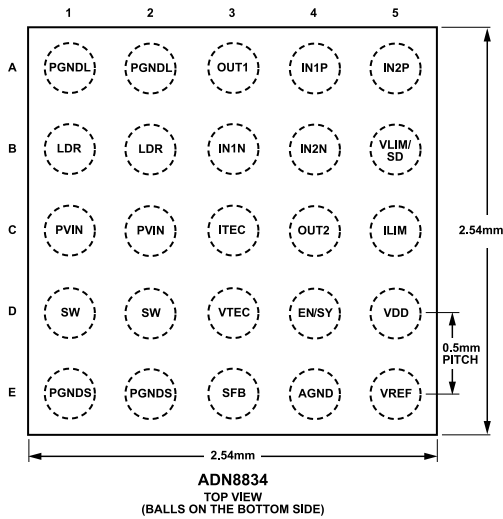 1 2 3 4 5
A PGNDL PGNDL OUT1 IN1P IN2P
B LDR LDR IN1N IN2N VLIM/
SD
C PVIN PVIN ITEC OUT2 ILIM
2.54mm
D SW SW VTEC EN/SY VDD
0.5mm
PITCH
E PGNDS PGNDS SFB AGND VREF
2.54mm
ADN8834
TOP VIEW
(BALLS ON THE BOTTOM SIDE)